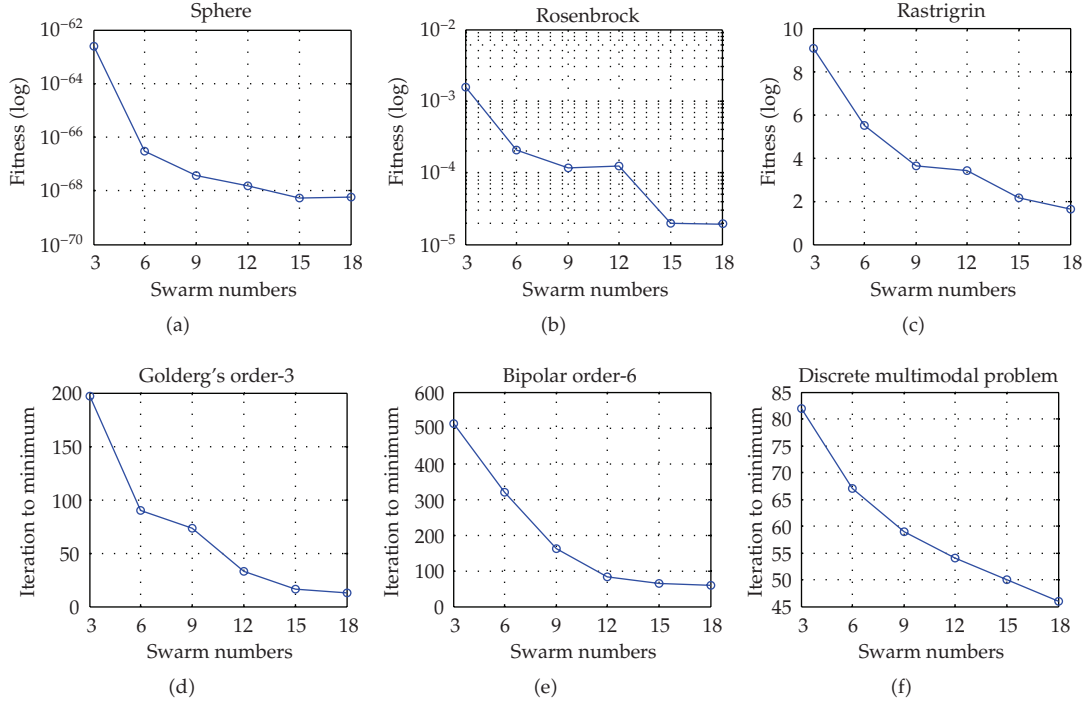 Sphere
Fitness (log)
10−62
10−64
10−66
10−68
10−70
3 6 9 12 15 18
Swarm numbers
(a)
Rosenbrock
Fitness (log)
10−2
10−3
10−4
10−5
3 6 9 12 15 18
Swarm numbers
(b)
Rastrigrin
Fitness (log)
10
8
6
4
2
0
3 6 9 12 15 18
Swarm numbers
(c)
Golderg's order-3
Iteration to minimum
200
150
100
50
0
3 6 9 12 15 18
Swarm numbers
(d)
Bipolar order-6
Iteration to minimum
600
500
400
300
200
100
0
3 6 9 12 15 18
Swarm numbers
(e)
Discrete multimodal problem
Iteration to minimum
85
80
75
70
65
60
55
50
45
3 6 9 12 15 18
Swarm numbers
(f)